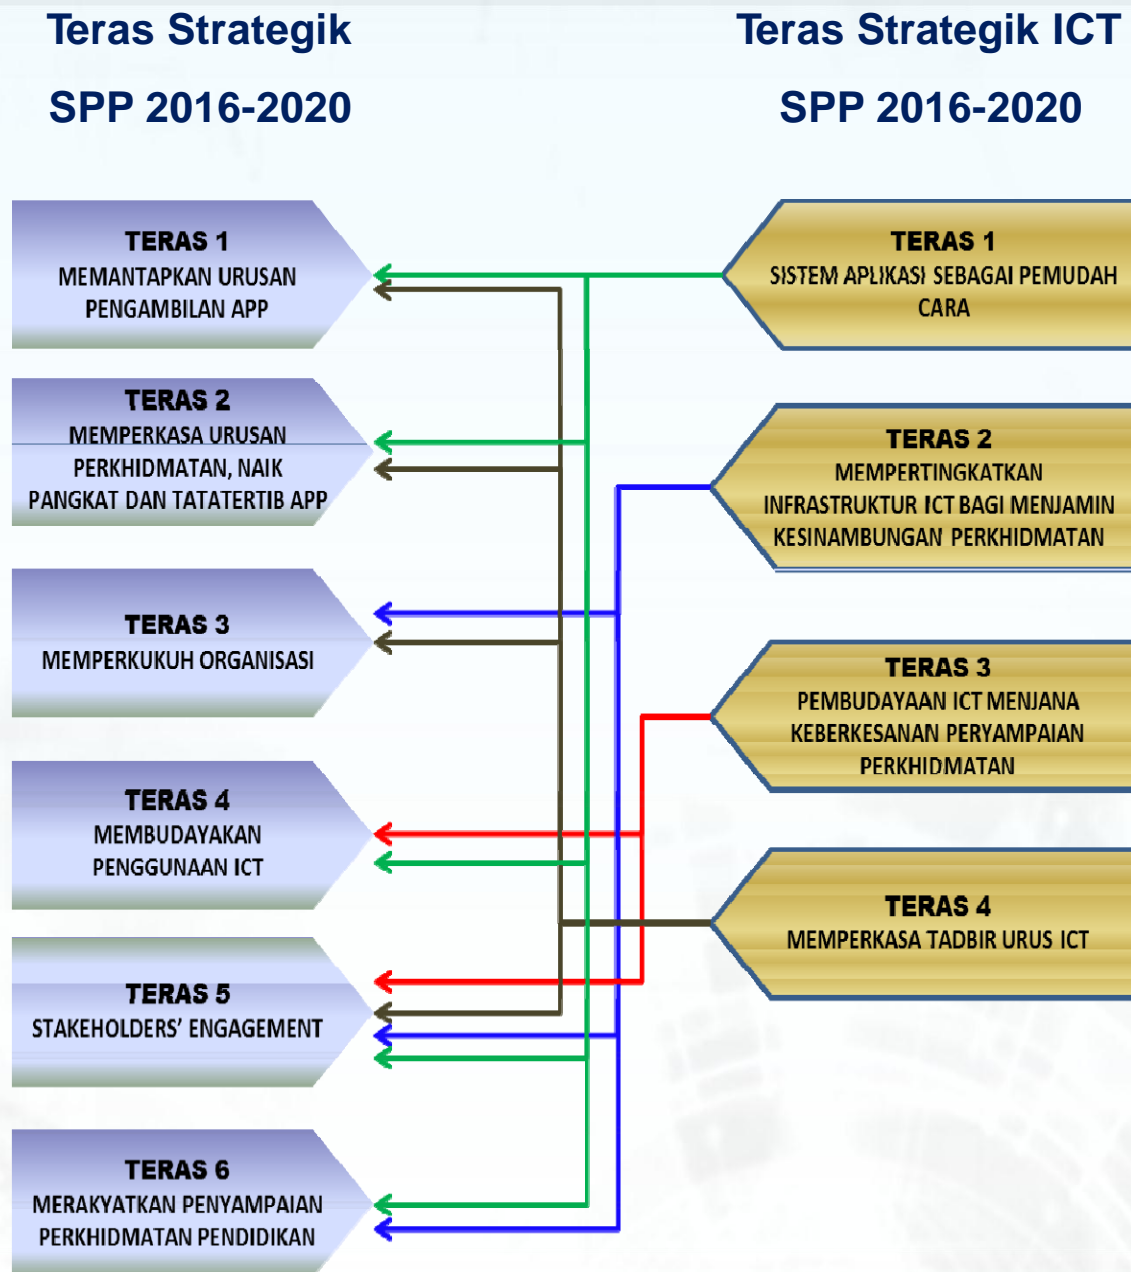 Teras Strategik
SPP 2016-2020
Teras Strategik ICT
SPP 2016-2020
TERAS 1
MEMANTAPKAN URUSAN
PENGAMBILAN APP
TERAS 2
MEMPERKASA URUSAN
PERKHIDMATAN, NAIK
PANGKAT DAN TATATERTIB APP
TERAS 3
MEMPERKUKUH ORGANISASI
TERAS 4
MEMBUDAYAKAN
PENGGUNAAN ICT
TERAS 5
STAKEHOLDERS’ ENGAGEMENT
TERAS 6
MERAKYATKAN PENYAMPAIAN
PERKHIDMATAN PENDIDIKAN
TERAS 1
SISTEM APLIKASI SEBAGAI PEMUDAH
CARA
TERAS 2
MEMPERTINGKATKAN
INFRASTRUKTUR ICT BAGI MENJAMIN
KESINAMBUNGAN PERKHIDMATAN
TERAS 3
PEMBUDAYAAN ICT MENJANA
KEBERKESANAN PERYAMPAIAN
PERKHIDMATAN
TERAS 4
MEMPERKASA TADBIR URUS ICT